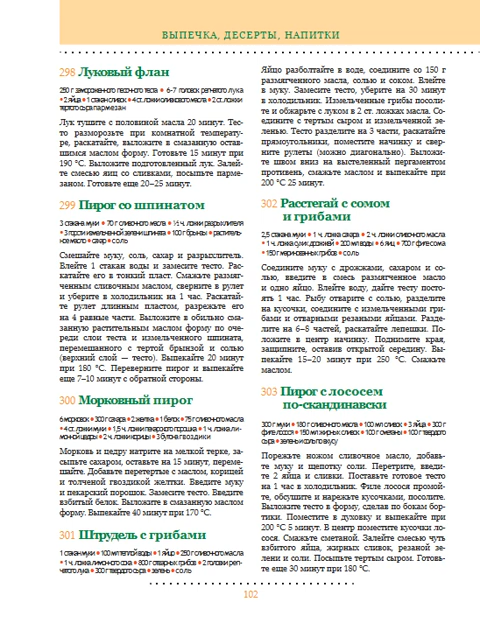 ВЫПЕЧКА, ДЕСЕРТЫ, НАПИТКИ
298 Луковый флан
250 г замороженного песочного теста • 6–7 головок репчатого лука
• 2 яйца • 1 стакан сливок • 4 ст. ложки оливкового масла • 2 ст. ложки
тертого сыра пармезан
Лук тушите с половиной масла 20 минут. Тес-
то разморозьте при комнатной температу-
ре, раскатайте, выложите в смазанную остав-
шимся маслом форму. Готовьте 15 минут при
190 °С. Выложите подготовленный лук. Залей-
те смесью яиц со сливками, посыпьте парме-
заном. Готовьте еще 20–25 минут.
299 Пирог со шпинатом
3 стакана муки • 70 г сливочного масла • ½ ч. ложки разрыхлителя
• 3 горсти измельченной зелени шпината • 100 г брынзы • раститель-
ное масло • сахар • соль
Смешайте муку, соль, сахар и разрыхлитель.
Влейте 1 стакан воды и замесите тесто. Рас-
катайте его в тонкий пласт. Смажьте размяг-
ченным сливочным маслом, сверните в рулет
и уберите в холодильник на 1 час. Раскатай-
те рулет длинным пластом, разрежьте его
на 4 равные части. Выложите в обильно сма-
занную растительным маслом форму по оче-
реди слои теста и измельченного шпината,
перемешанного с тертой брынзой и солью
(верхний слой — тесто). Выпекайте 20 минут
при 180 °С. Переверните пирог и выпекайте
еще 7–10 минут с обратной стороны.
300 Морковный пирог
6 морковок • 300 г сахара • 2 желтка • 1 белок • 75 г сливочного масла
• 4 ст. ложки муки • 1,5 ч. ложки пекарского порошка • 1 ч. ложка ли-
монной цедры • 2 ч. ложки корицы • 3 бутона гвоздики
Морковь и цедру натрите на мелкой терке, за-
сыпьте сахаром, оставьте на 15 минут, переме-
шайте. Добавьте перетертые с маслом, корицей
и толченой гвоздикой желтки. Введите муку
и пекарский порошок. Замесите тесто. Введите
взбитый белок. Выложите в смазанную маслом
форму. Выпекайте 40 минут при 170 °С.
301 Штрудель с грибами
1 стакан муки • 100 мл теплой воды • 1 яйцо • 250 г сливочного масла
• 1 ч. ложка лимонного сока • 800 г отварных грибов • 2 головки реп-
чатого лука • 300 г твердого сыра • зелень • соль
Яйцо разболтайте в воде, соедините со 150 г
размягченного масла, солью и соком. Влейте
в муку. Замесите тесто, уберите на 30 минут
в холодильник. Измельченные грибы посоли-
те и обжарьте с луком в 2 ст. ложках масла. Со-
едините с тертым сыром и измельченной зе-
ленью. Тесто разделите на 3 части, раскатайте
прямоугольники, поместите начинку и свер-
ните рулеты (можно диагонально). Выложи-
те швом вниз на выстеленный пергаментом
противень, смажьте маслом и выпекайте при
200 °С 25 минут.
302 Расстегай с сомом
и грибами
2,5 стакана муки • 1 ч. ложка сахара • 2 ч. ложки сливочного масла
• 1 ч. ложка сухих дрожжей • 200 мл воды • 6 яиц • 700 г филе сома
• 150 г маринованных грибов • соль
Соедините муку с дрожжами, сахаром и со-
лью, введите в смесь размягченное масло
и одно яйцо. Влейте воду, дайте тесту посто-
ять 1 час. Рыбу отварите с солью, разделите
на кусочки, соедините с измельченными гри-
бами и отварными резаными яйцами. Разде-
лите на 6–8 частей, раскатайте лепешки. По-
ложите в центр начинку. Поднимите края,
защипните, оставив открытой середину. Вы-
пекайте 15–20 минут при 250 °С. Смажьте
маслом.
303 Пирог с лососем
по-скандинавски
300 г муки • 180 г сливочного масла • 100 мл сливок • 3 яйца • 300 г
филе лосося • 150 мл жирных сливок • 100 г сметаны • 100 г твердого
сыра • зелень и соль по вкусу
Порежьте ножом сливочное масло, добавь-
те муку и щепотку соли. Перетрите, введи-
те 2 яйца и сливки. Поставьте готовое тесто
на 1 час в холодильник. Филе лосося промой-
те, обсушите и нарежьте кусочками, посолите.
Выложите тесто в форму, сделав по бокам бор-
тики. Поместите в духовку и выпекайте при
200 °С 5 минут. В центр поместите кусочки ло-
сося. Смажьте сметаной. Залейте смесью чуть
взбитого яйца, жирных сливок, резаной зе-
лени и соли. Посыпьте тертым сыром. Готовь-
те еще 30 минут при 180 °С.
102